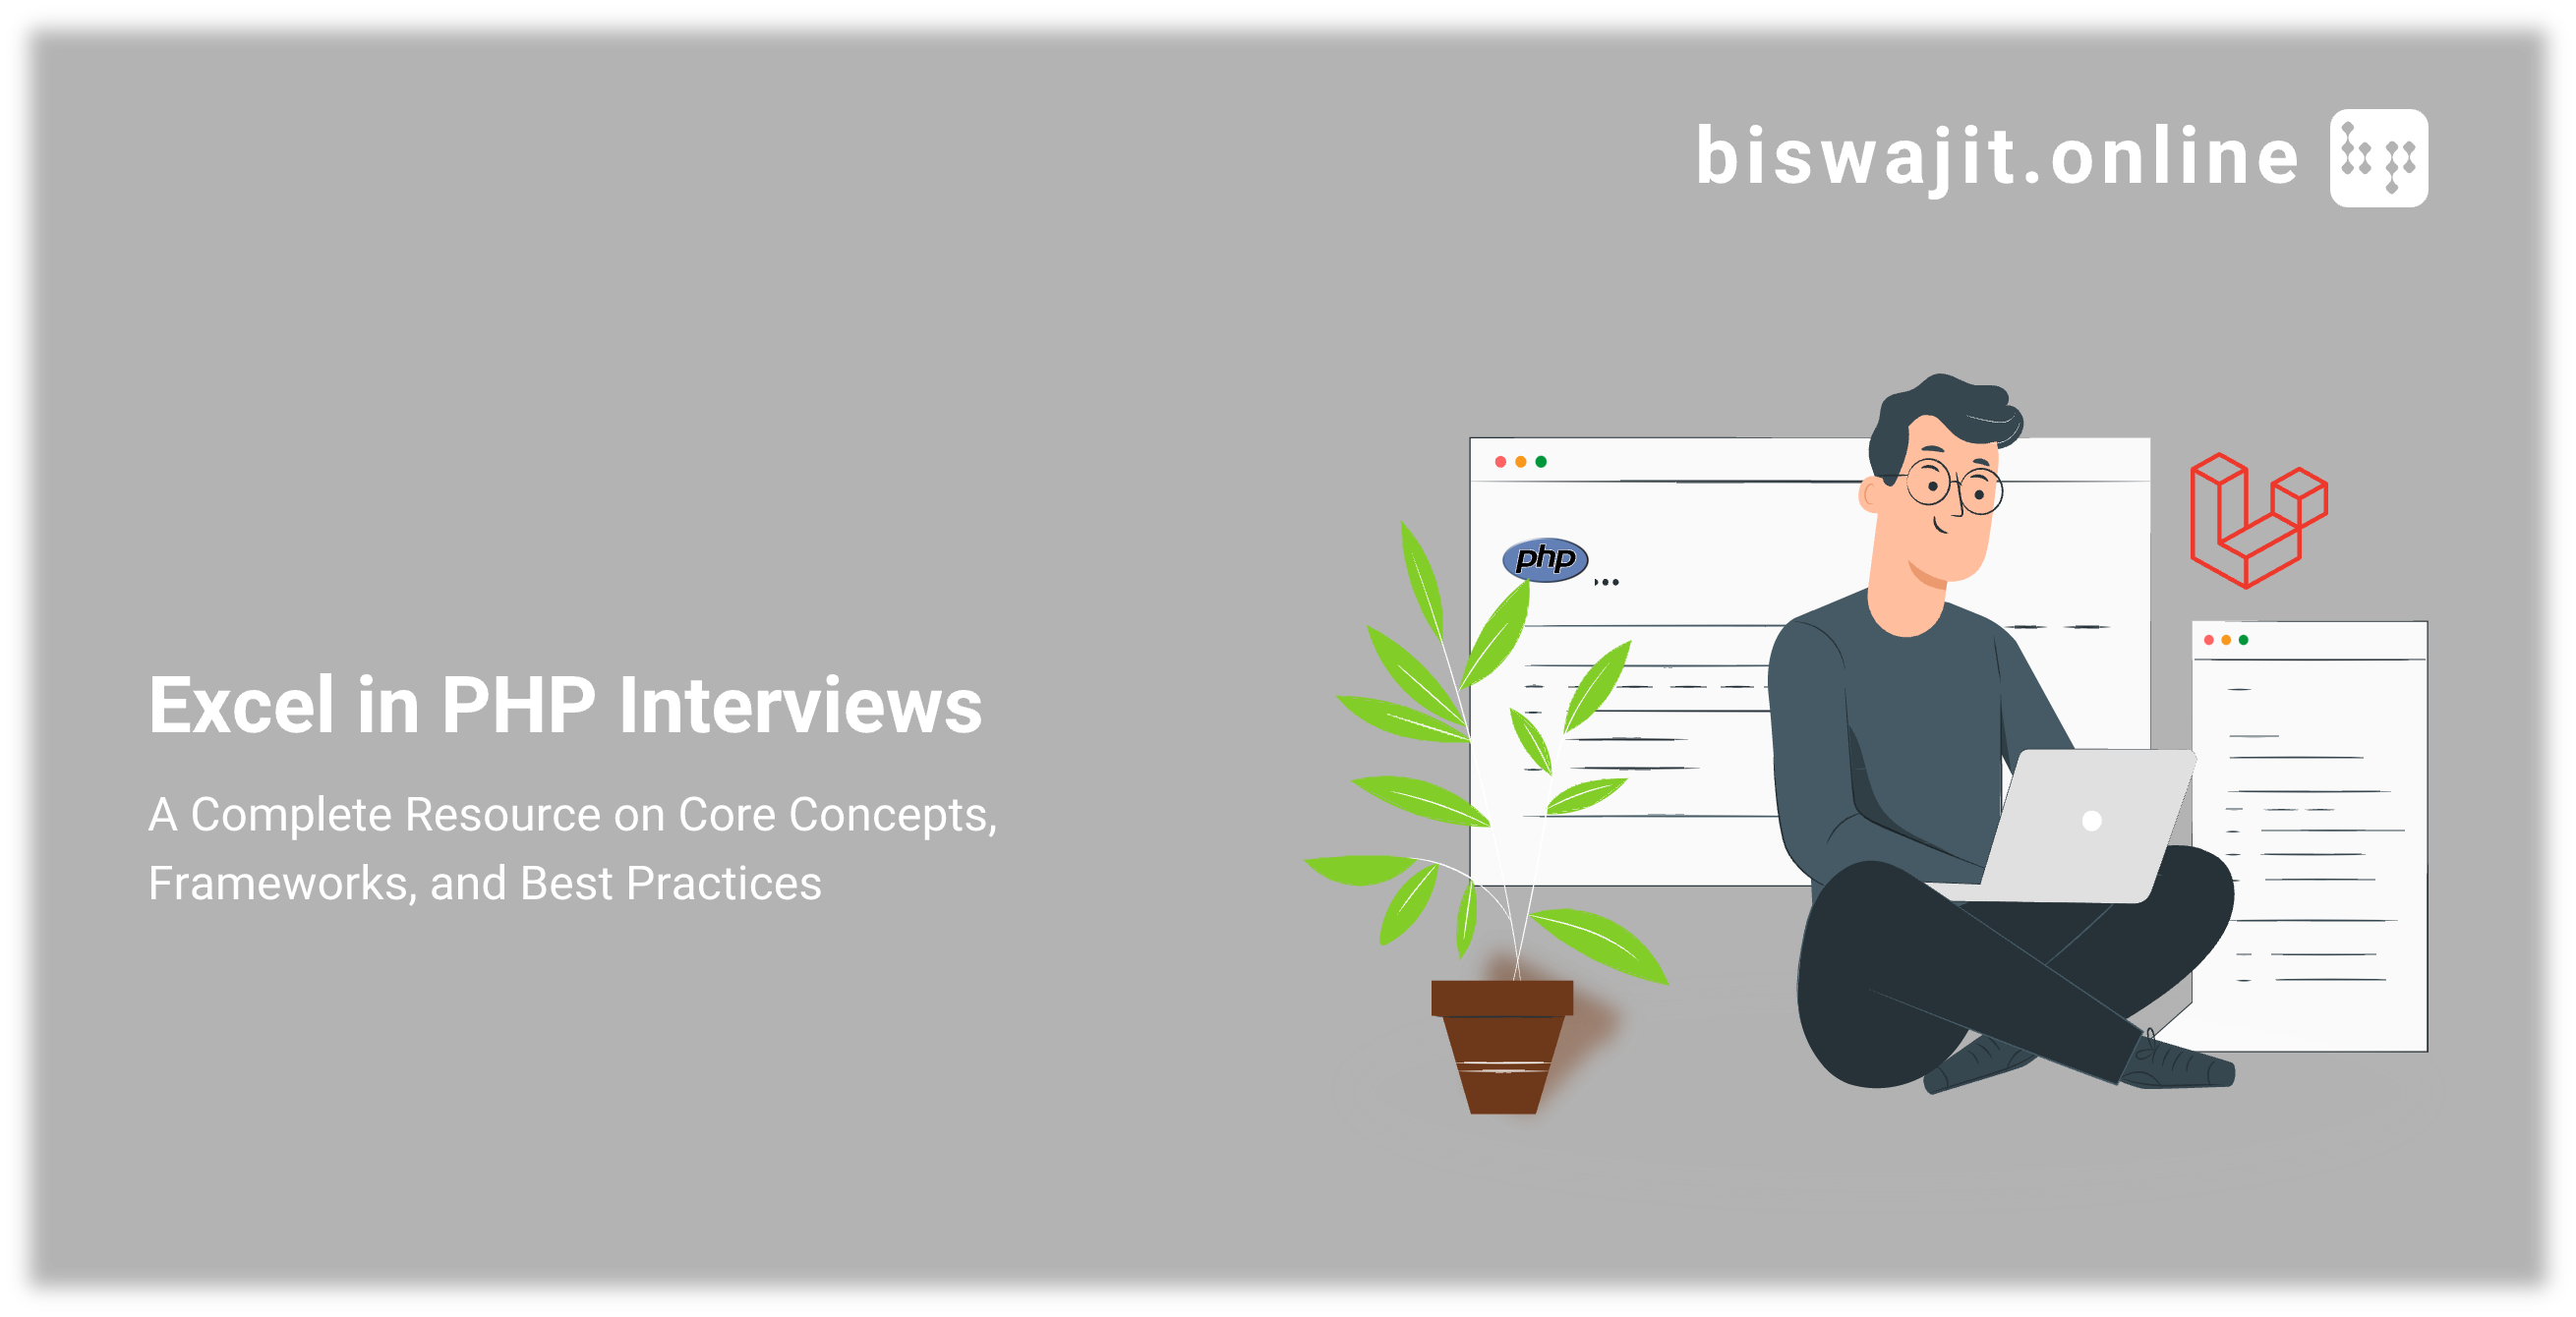 biswajit.online
php
Excel in PHP Interviews
A Complete Resource on Core Concepts,
Frameworks, and Best Practices